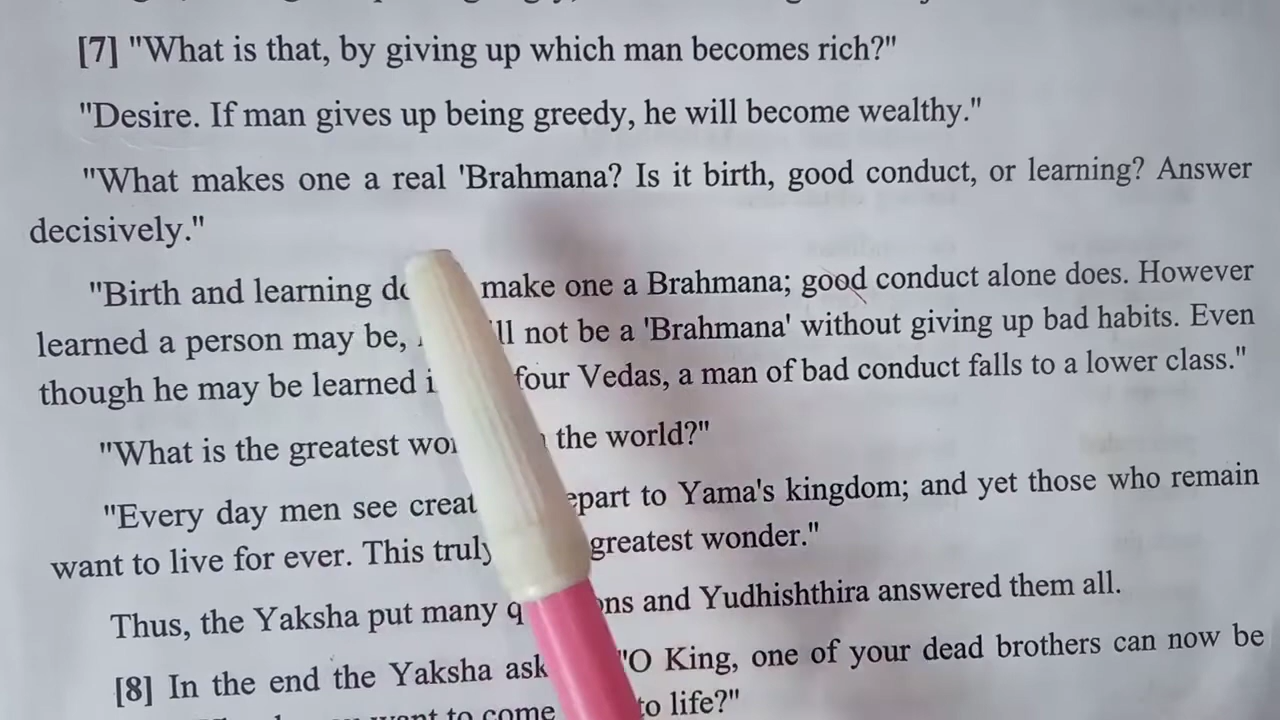 [7] "What is that, by giving up which man becomes rich?"
"Desire. If man gives up being greedy, he will become wealthy."
"What makes one a real 'Brahmana? Is it birth, good conduct, or learning? Answer
decisively."
"Birth and learning make one a Brahmana; good conduct alone does. However
learned a person may be, not be a 'Brahmana' without giving up bad habits. Even
though he may be learned four Vedas, a man of bad conduct falls to a lower class."
"What is the greatest the world?"
"Every day men see to Yama's kingdom; and yet those who remain
want to live for ever. This truly greatest wonder."
Thus, the Yaksha put many and Yudhishthira answered them all.
[8] In the end the Yaksha "O King, one of your dead brothers can now be
want to come to life?"